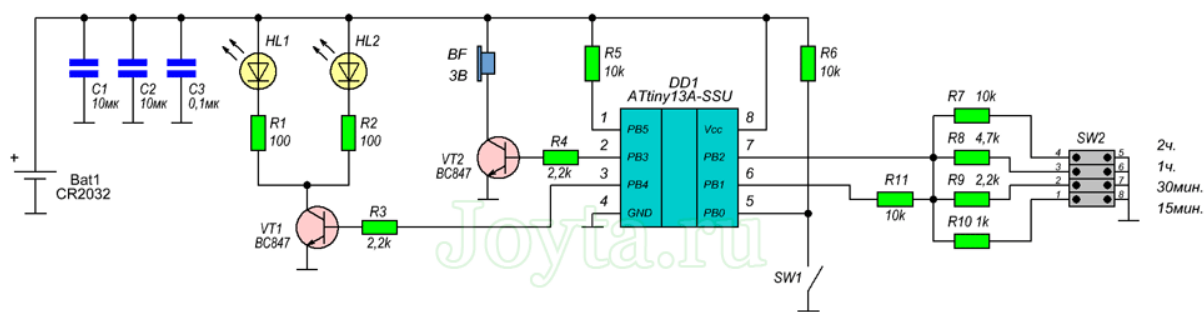 +
Bat1
CR2032
C1
10мк
C2
10мк
C3
0,1мк
HL1
HL2
R1
100
R2
100
VT1
BC847
R3
2,2k
BF
3В
VT2
BC847
R4
2,2k
R5
10k
DD1
ATtiny13A-SSU
1 PB5 Vcc 8
2 PB3 PB2 7
3 PB4 PB1 6
4 GND PB0 5
R6
10k
SW1
R11
10k
R7 10k
R8 4,7k
R9 2,2k
R10 1k
SW2
4 5
3 6
2 7
1 8
2ч.
1ч.
30мин.
15мин.
Joyta.ru